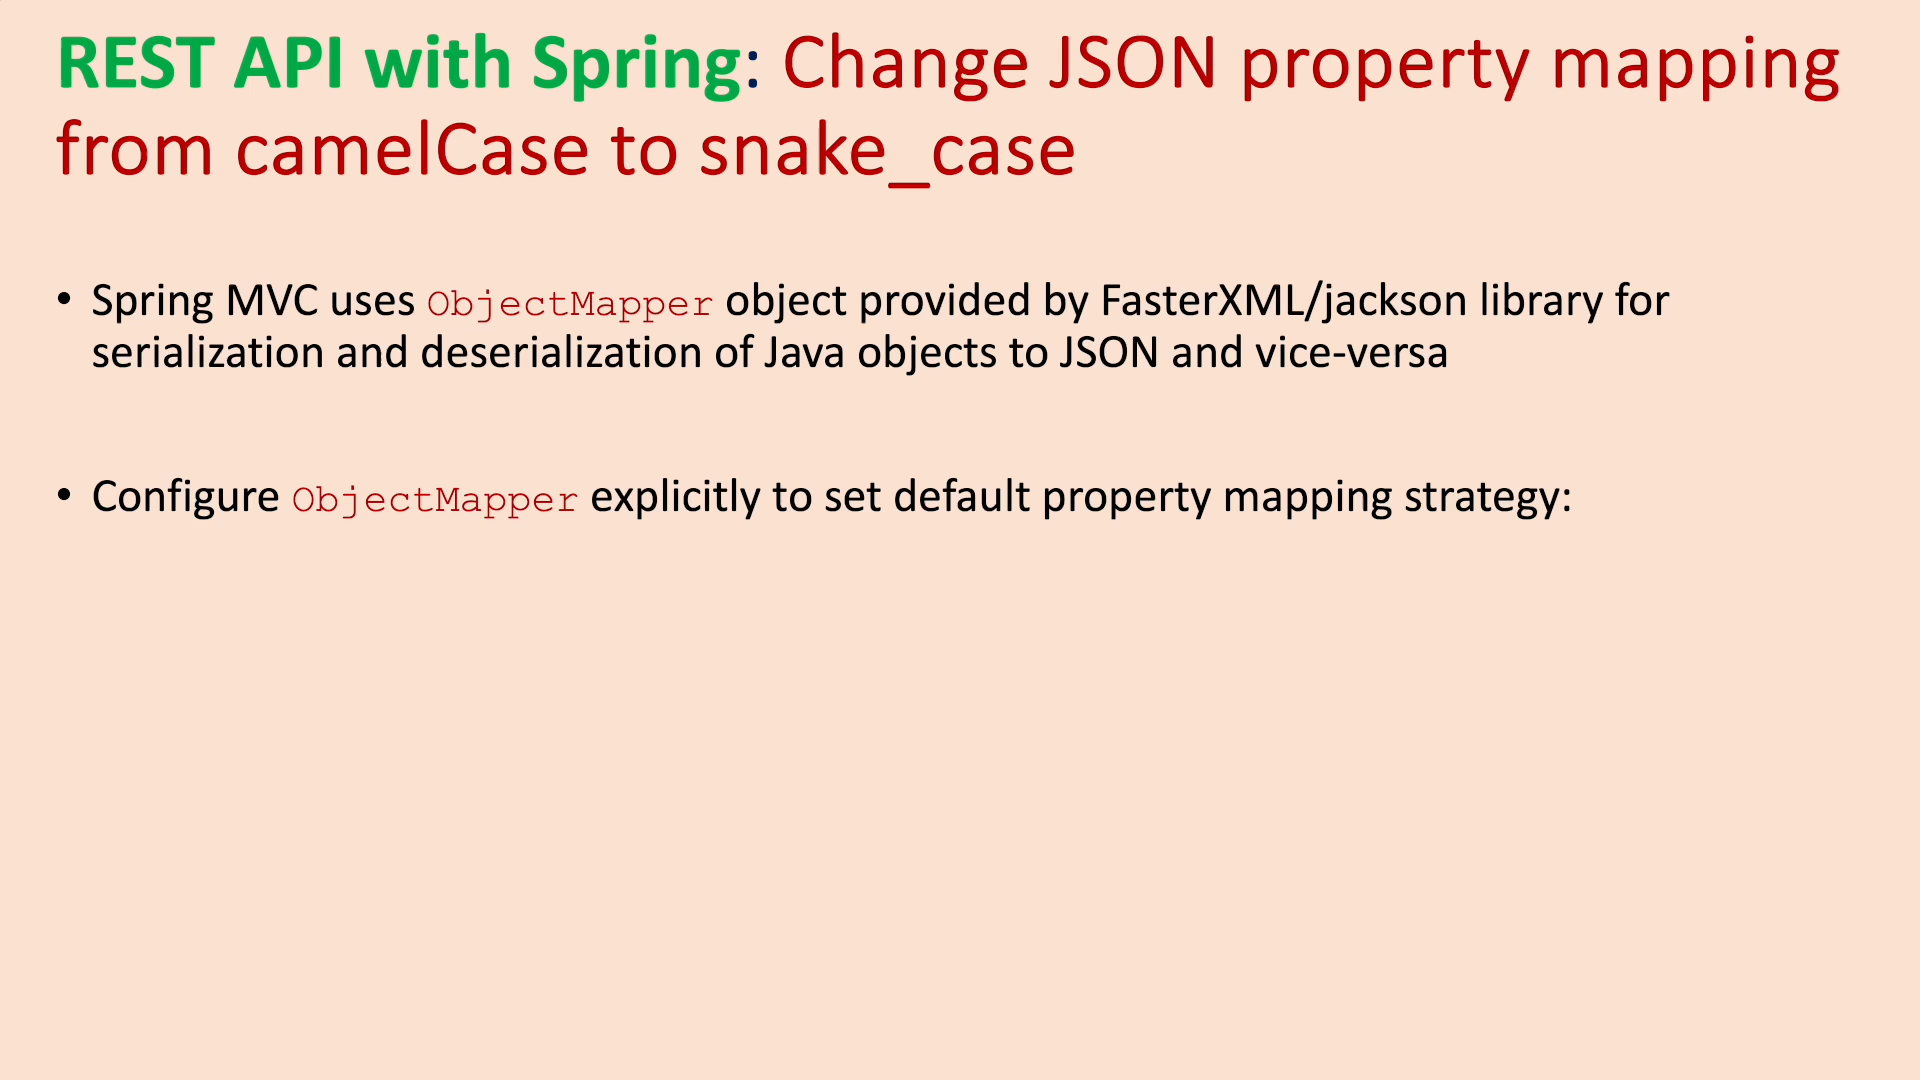 REST API with Spring: Change JSON property mapping
from camelCase to snake_case
• Spring MVC uses ObjectMapper object provided by FasterXML/jackson library for
serialization and deserialization of Java objects to JSON and vice-versa
• Configure ObjectMapper explicitly to set default property mapping strategy: